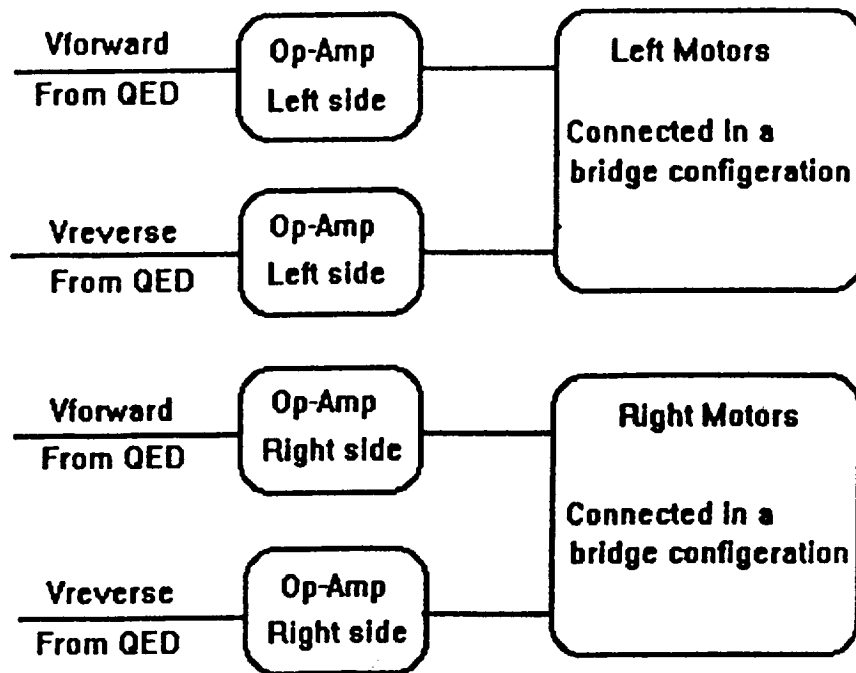 Vforward
From QED
Op-Amp
Left side
Left Motors
Connected in a
bridge configeration
Vreverse
From QED
Op-Amp
Left side
Vforward
From QED
Op-Amp
Right side
Right Motors
Connected in a
bridge configeration
Vreverse
From QED
Op-Amp
Right side